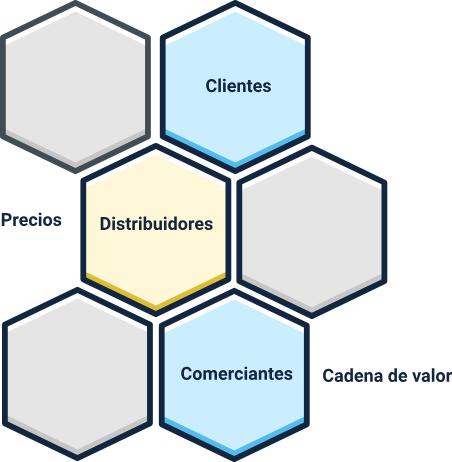 Clientes
Precios
Distribuidores
Comerciantes
Cadena de valor